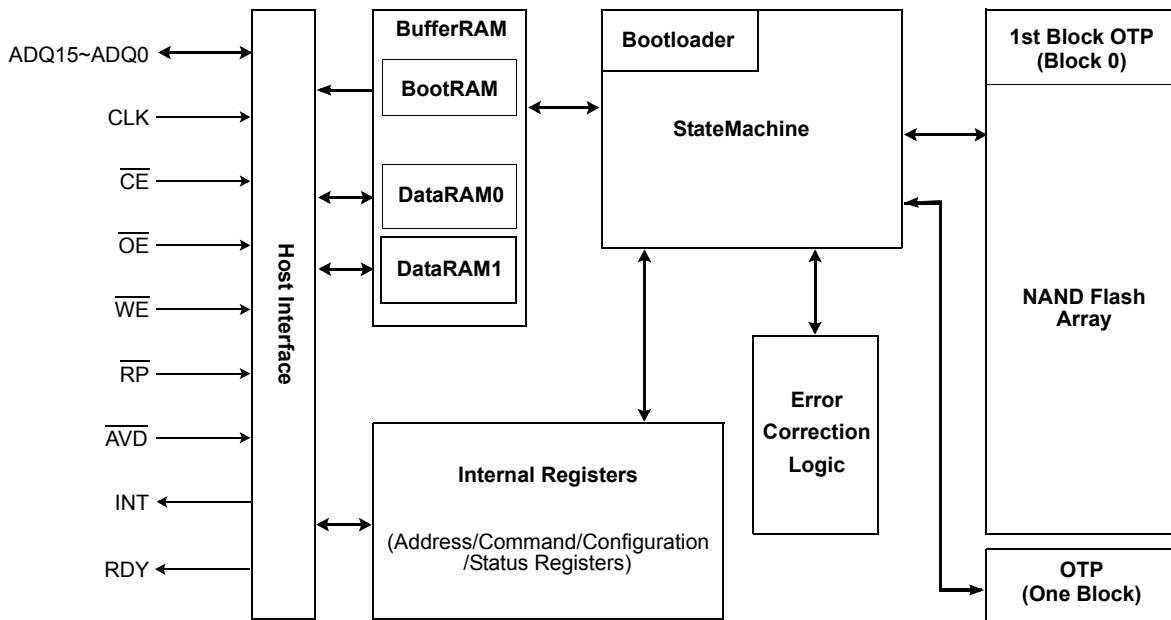 ADQ15~ADQ0
CLK
CE
OE
WE
RP
AVD
INT
RDY
Host Interface
BufferRAM
BootRAM
DataRAM0
DataRAM1
Bootloader
StateMachine
Internal Registers
(Address/Command/Configuration
/Status Registers)
Error
Correction
Logic
1st Block OTP
(Block 0)
NAND Flash
Array
OTP
(One Block)